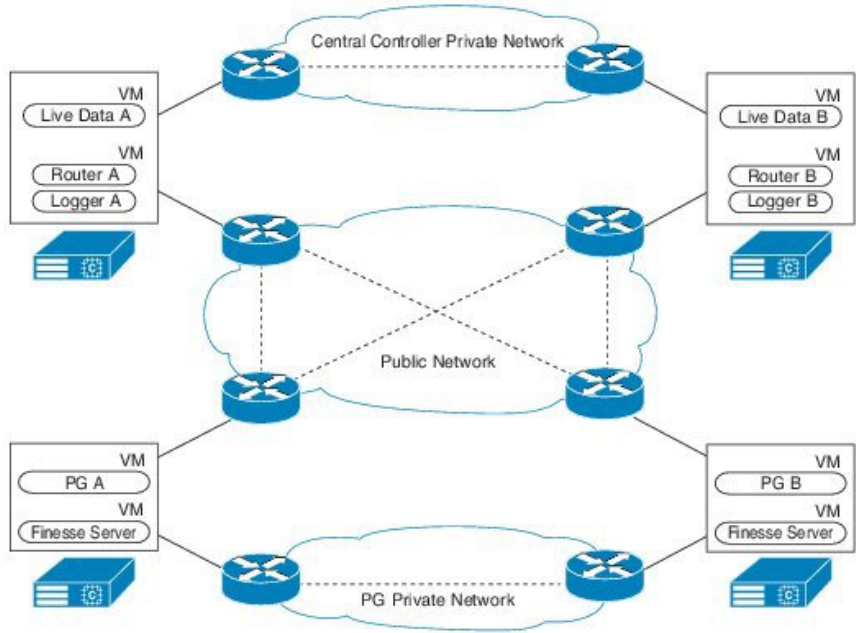 Central Controller Private Network
VM
Live Data A
VM
Router A
Logger A
VM
Live Data B
VM
Router B
Logger B
C
C
Public Network
VM
PG A
VM
Finesse Server
VM
PG B
VM
Finesse Server
C
C
PG Private Network